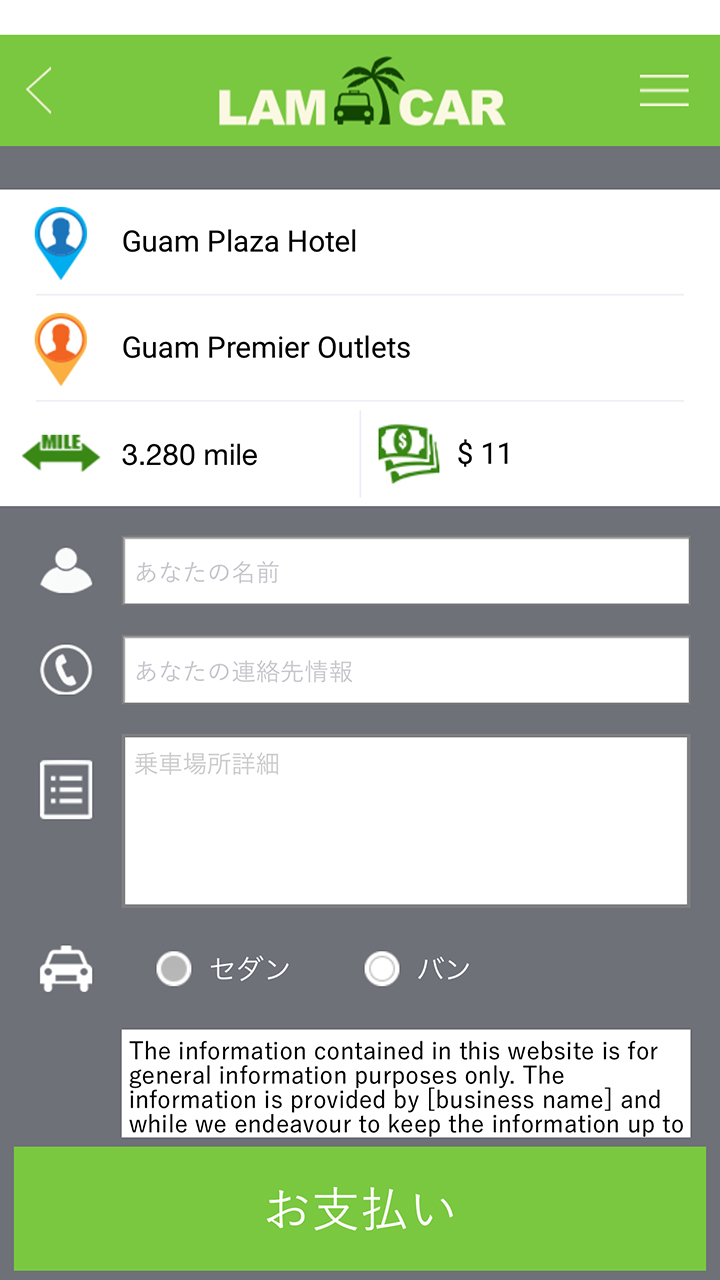 LAM CAR
Guam Plaza Hotel
Guam Premier Outlets
MILE 3.280 mile $ 11
あなたの名前
あなたの連絡先情報
乗車場所詳細
セダン バン
The information contained in this website is for
general information purposes only. The
information is provided by [business name] and
while we endeavour to keep the information up to
お支払い